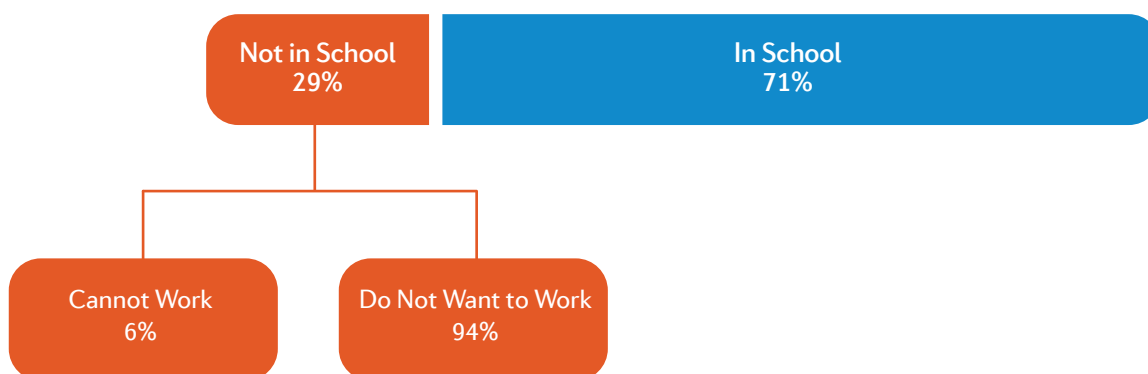 Not in School
29%
In School
71%
Cannot Work
6%
Do Not Want to Work
94%